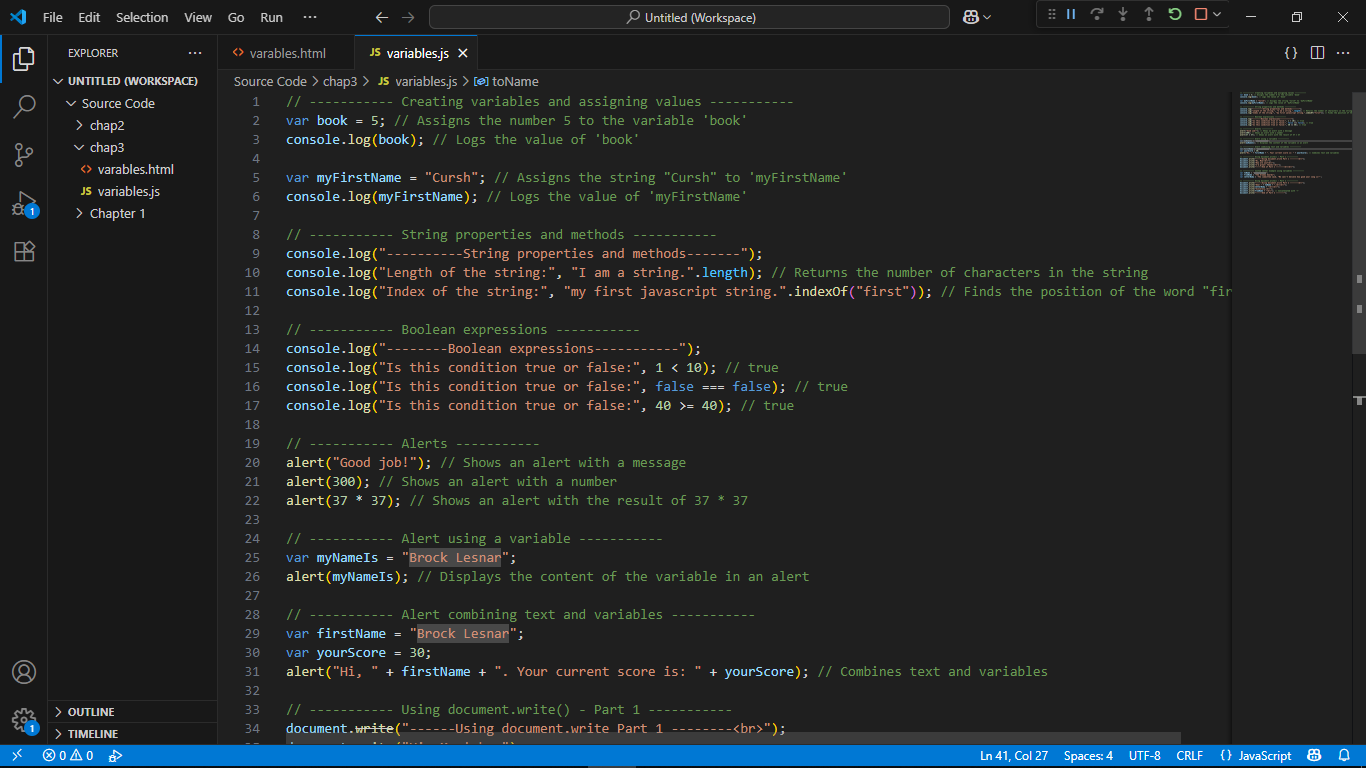 File Edit Selection View Go Run ··· Untitled (Workspace)
EXPLORER ···
UNTITLED (WORKSPACE)
Source Code
chap2
chap3
varables.html
JS variables.js
Chapter 1
OUTLINE
TIMELINE
1
1
varables.html JS variables.js
Source Code > chap3 > JS variables.js > toName
1 // ----------- Creating variables and assigning values -----------
2 var book = 5; // Assigns the number 5 to the variable 'book'
3 console.log(book); // Logs the value of 'book'
4
5 var myFirstName = "Cursh"; // Assigns the string "Cursh" to 'myFirstName'
6 console.log(myFirstName); // Logs the value of 'myFirstName'
7
8 // ----------- String properties and methods -----------
9 console.log("----------String properties and methods-------");
10 console.log("Length of the string:", "I am a string.".length); // Returns the number of characters in the string
11 console.log("Index of the string:", "my first javascript string.".indexOf("first")); // Finds the position of the word "fir
12
13 // ----------- Boolean expressions -----------
14 console.log("--------Boolean expressions-----------");
15 console.log("Is this condition true or false:", 1 < 10); // true
16 console.log("Is this condition true or false:", false === false); // true
17 console.log("Is this condition true or false:", 40 >= 40); // true
18
19 // ----------- Alerts -----------
20 alert("Good job!"); // Shows an alert with a message
21 alert(300); // Shows an alert with a number
22 alert(37 * 37); // Shows an alert with the result of 37 * 37
23
24 // ----------- Alert using a variable -----------
25 var myNameIs = "Brock Lesnar";
26 alert(myNameIs); // Displays the content of the variable in an alert
27
28 // ----------- Alert combining text and variables -----------
29 var firstName = "Brock Lesnar";
30 var yourScore = 30;
31 alert("Hi, " + firstName + ". Your current score is: " + yourScore); // Combines text and variables
32
33 // ----------- Using document.write() - Part 1 -----------
34 document.write("------Using document.write Part 1 --------<br>");
0 0 Ln 41, Col 27 Spaces: 4 UTF-8 CRLF {} JavaScript